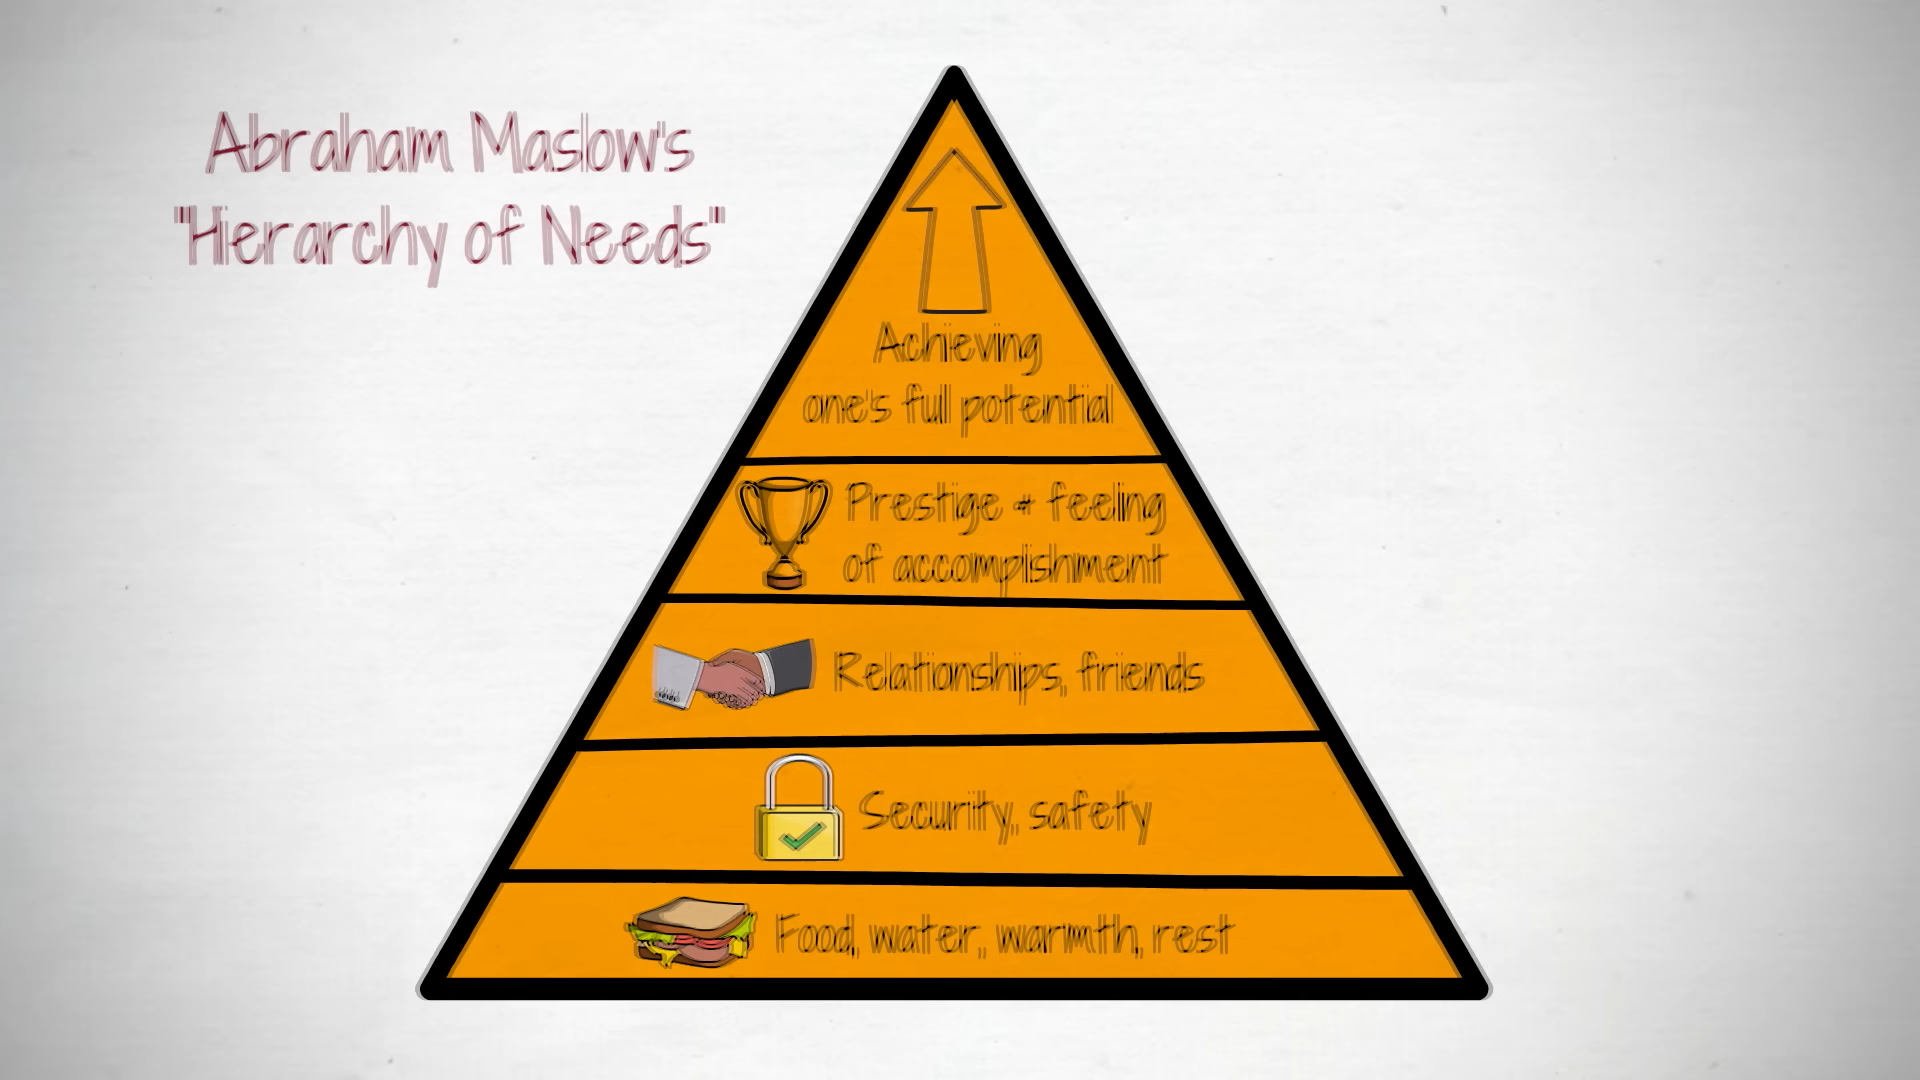 Abraham Maslow's
"Hierarchy of Needs"
Achieving
one's full potential
Prestige & feeling
of accomplishment
Relationships, friends
Security, safety
Food, water, warmth, rest